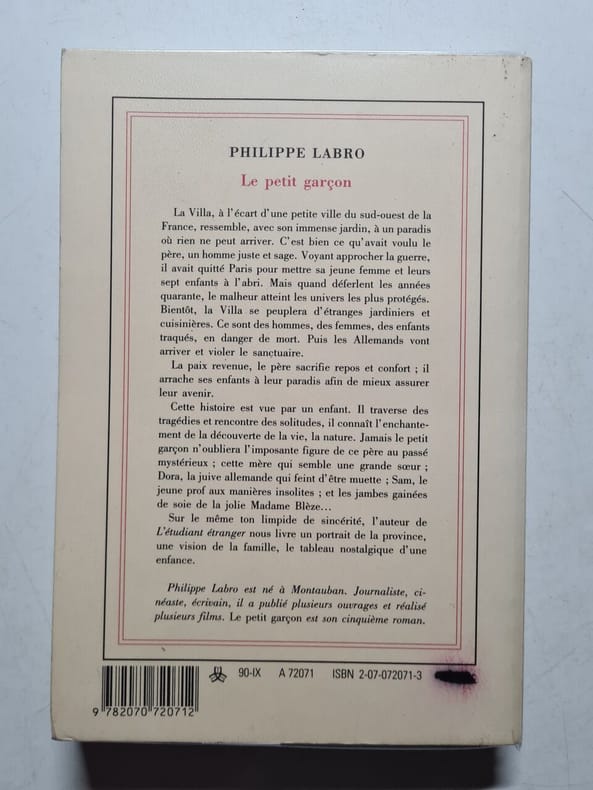 PHILIPPE LABRO
Le petit garçon
La Villa, à l'écart d'une petite ville du sud-ouest de la
France, ressemble, avec son immense jardin, à un paradis
où rien ne peut arriver. C'est bien ce qu'avait voulu le
père, un homme juste et sage. Voyant approcher la guerre,
il avait quitté Paris pour mettre sa jeune femme et leurs
sept enfants à l'abri. Mais quand déferlent les années
quarante, le malheur atteint les univers les plus protégés.
Bientôt, la Villa se peuplera d'étranges jardiniers et
cuisinières. Ce sont des hommes, des femmes, des enfants
traqués, en danger de mort. Puis les Allemands vont
arriver et violer le sanctuaire.
La paix revenue, le père sacrifie repos et confort ; il
arrache ses enfants à leur paradis afin de mieux assurer
leur avenir.
Cette histoire est vue par un enfant. Il traverse des
tragédies et rencontre des solitudes, il connaît l'enchante-
ment de la découverte de la vie, la nature. Jamais le petit
garçon n'oubliera l'imposante figure de ce père au passé
mystérieux ; cette mère qui semble une grande sœur ;
Dora, la juive allemande qui feint d'être muette ; Sam, le
jeune prof aux manières insolites ; et les jambes gainées
de soie de la jolie Madame Blèze...
Sur le même ton limpide de sincérité, l'auteur de
L'étudiant étranger nous livre un portrait de la province,
une vision de la famille, le tableau nostalgique d'une
enfance.
Philippe Labro est né à Montauban. Journaliste, ci-
néaste, écrivain, il a publié plusieurs ouvrages et réalisé
plusieurs films. Le petit garçon est son cinquième roman.
90-IX A 72071 ISBN 2-07-072071-3
9 782070 720712